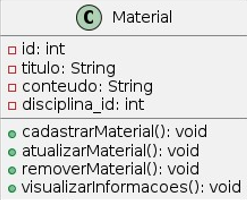 C Material
id: int
titulo: String
conteudo: String
disciplina_id: int
cadastrarMaterial(): void
atualizarMaterial(): void
removerMaterial(): void
visualizarInformacoes(): void